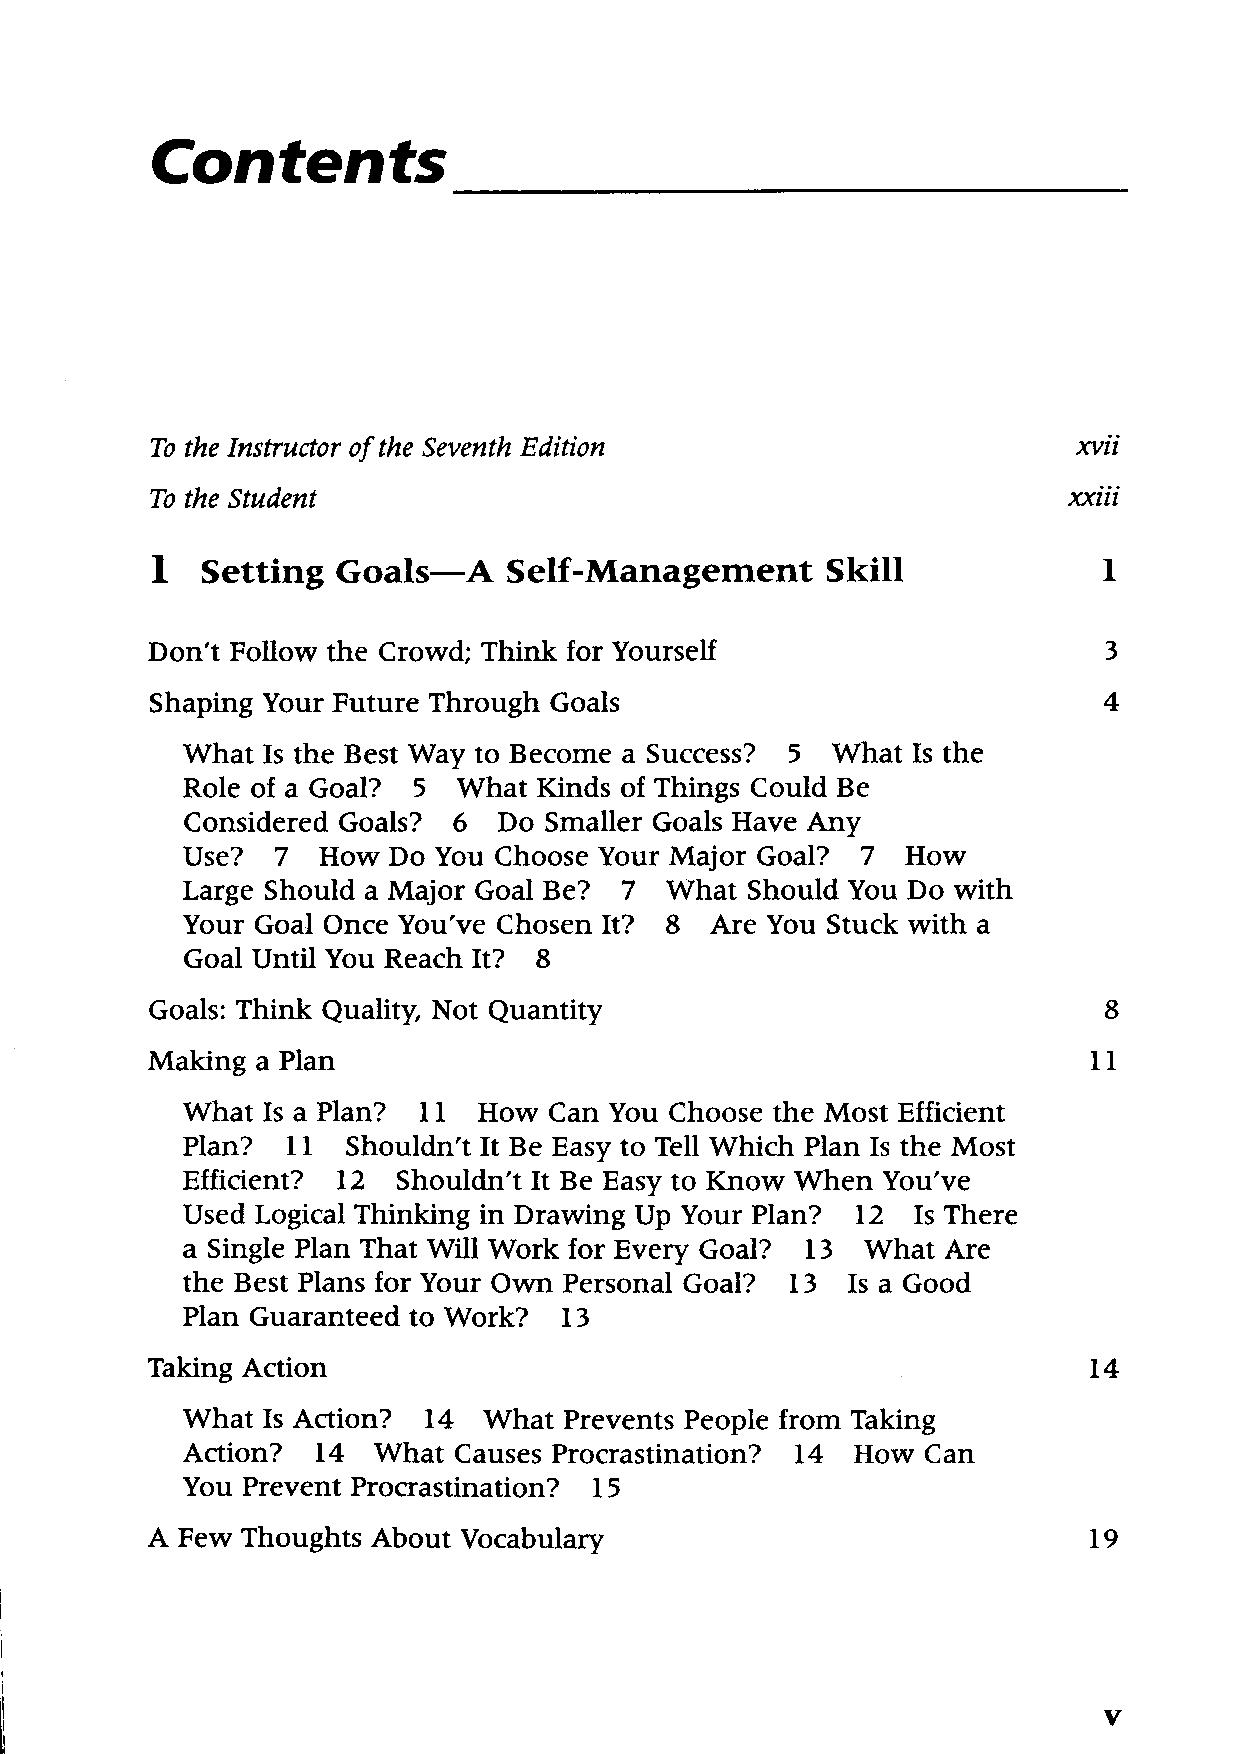 Contents
To the Instructor of the Seventh Edition xvii
To the Student xxiii
1 Setting Goals—A Self-Management Skill 1
Don't Follow the Crowd; Think for Yourself 3
Shaping Your Future Through Goals 4
What Is the Best Way to Become a Success? 5 What Is the
Role of a Goal? 5 What Kinds of Things Could Be
Considered Goals? 6 Do Smaller Goals Have Any
Use? 7 How Do You Choose Your Major Goal? 7 How
Large Should a Major Goal Be? 7 What Should You Do with
Your Goal Once You've Chosen It? 8 Are You Stuck with a
Goal Until You Reach It? 8
Goals: Think Quality, Not Quantity 8
Making a Plan 11
What Is a Plan? 11 How Can You Choose the Most Efficient
Plan? 11 Shouldn't It Be Easy to Tell Which Plan Is the Most
Efficient? 12 Shouldn't It Be Easy to Know When You've
Used Logical Thinking in Drawing Up Your Plan? 12 Is There
a Single Plan That Will Work for Every Goal? 13 What Are
the Best Plans for Your Own Personal Goal? 13 Is a Good
Plan Guaranteed to Work? 13
Taking Action 14
What Is Action? 14 What Prevents People from Taking
Action? 14 What Causes Procrastination? 14 How Can
You Prevent Procrastination? 15
A Few Thoughts About Vocabulary 19
v